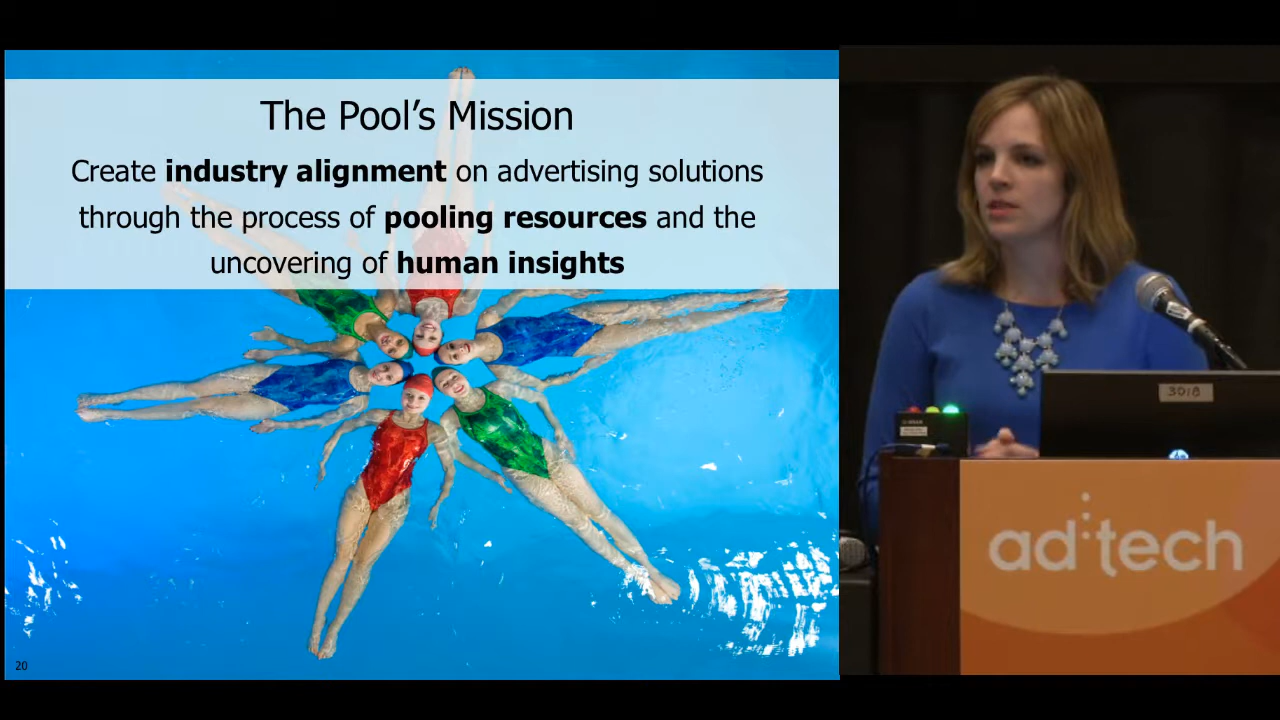 The Pool's Mission
Create industry alignment on advertising solutions
through the process of pooling resources and the
uncovering of human insights
20
3018
ad:tech